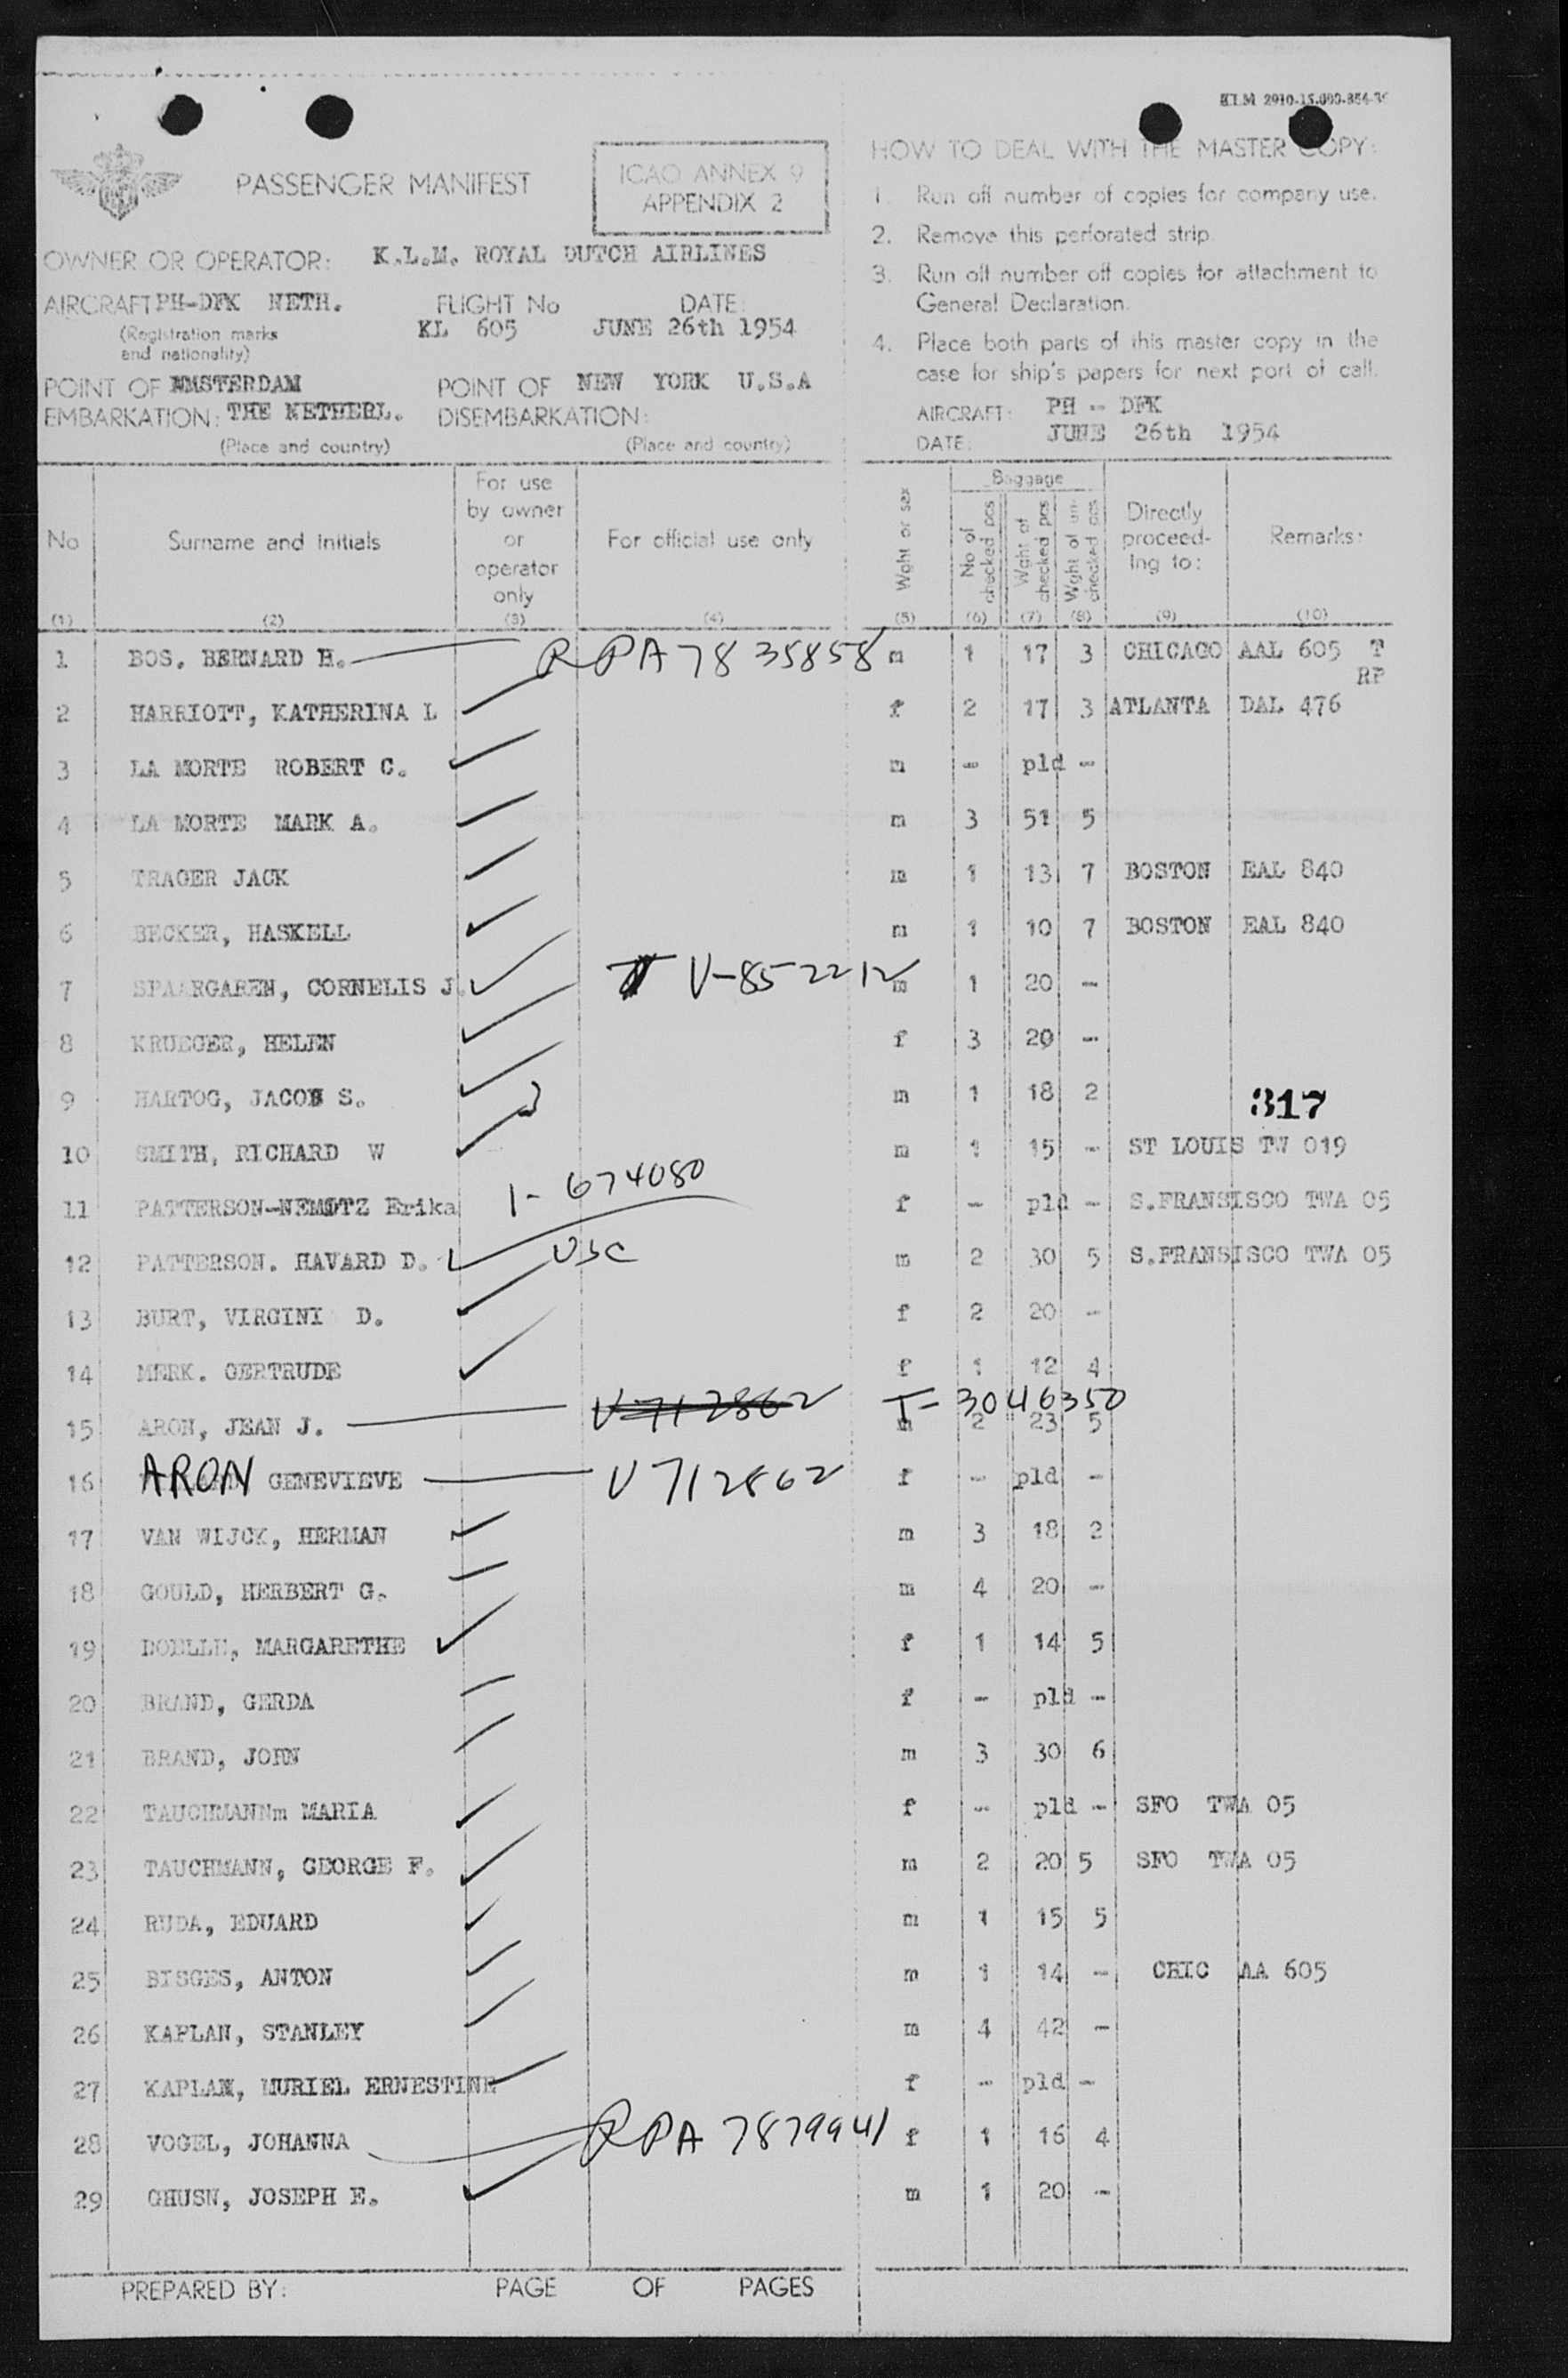 KLM 2910-15.000-354-
PASSENGER MANIFEST
ICAO ANNEX 9
APPENDIX 2
OWNER OR OPERATOR: K.L.M. ROYAL DUTCH AIRLINES
AIRCRAFT PH-DFK NETH. FLIGHT No DATE:
(Registration marks and nationality) KL 605 JUNE 26th 1954
POINT OF AMSTERDAM POINT OF NEW YORK U.S.A
EMBARKATION: THE NETHERL. DISEMBARKATION:
(Place and country) (Place and country)
HOW TO DEAL WITH THE MASTER COPY:
1. Run off number of copies for company use.
2. Remove this perforated strip.
3. Run off number off copies for attachment to
General Declaration.
4. Place both parts of this master copy in the
case for ship's papers for next port of call.
AIRCRAFT: PH - DFK
DATE: JUNE 26th 1954
No Surname and Initials For use by owner or operator only For official use only Wght or sex Baggage No of checked pcs Wght of checked pcs Wght of un-checked pcs Directly proceed-ing to: Remarks:
(1) (2) (3) (4) (5) (6) (7) (8) (9) (10)
1 BOS. BERNARD H. RPA 7835858 m 1 17 3 CHICAGO AAL 605 T
RP
2 HARRIOTT, KATHERINA L f 2 17 3 ATLANTA DAL 476
3 LA MORTE ROBERT C. m - pld -
4 LA MORTE MARK A. m 3 51 5
5 TRAGER JACK m 1 13 7 BOSTON EAL 840
6 BECKER, HASKELL m 1 10 7 BOSTON EAL 840
7 SPAARGAREN, CORNELIS J. V-852212 m 1 20 -
8 KRUEGER, HELEN f 3 20 -
9 HARTOG, JACOB S. m 1 18 2
317
10 SMITH, RICHARD W m 1 15 - ST LOUIS TW 019
11 PATTERSON-NEMOTZ Erika 1-674080 f - pld - S.FRANSISCO TWA 05
12 PATTERSON. HAVARD D. USC m 2 30 5 S.FRANSISCO TWA 05
13 BURT, VIRGINI D. f 2 20 -
14 MERK. GERTRUDE f 1 12 4
15 ARON, JEAN J. V 712862 T-3046350 m 2 23 5
16 ARON GENEVIEVE V 712862 f - pld -
17 VAN WIJCK, HERMAN m 3 18 2
18 GOULD, HERBERT G. m 4 20 -
19 DOELLE, MARGARETHE f 1 14 5
20 BRAND, GERDA f - pld -
21 BRAND, JOHN m 3 30 6
22 TAUCHMANNm MARIA f - pld - SFO TWA 05
23 TAUCHMANN, GEORGE F. m 2 20 5 SFO TWA 05
24 RUDA, EDUARD m 1 15 5
25 BISGES, ANTON m 1 14 - CHIC AA 605
26 KAPLAN, STANLEY m 4 42 -
27 KAPLAN, MURIEL ERNESTINE f - pld -
28 VOGEL, JOHANNA RPA 7879941 f 1 16 4
29 GHUSN, JOSEPH E. m 1 20 -
PREPARED BY: PAGE OF PAGES